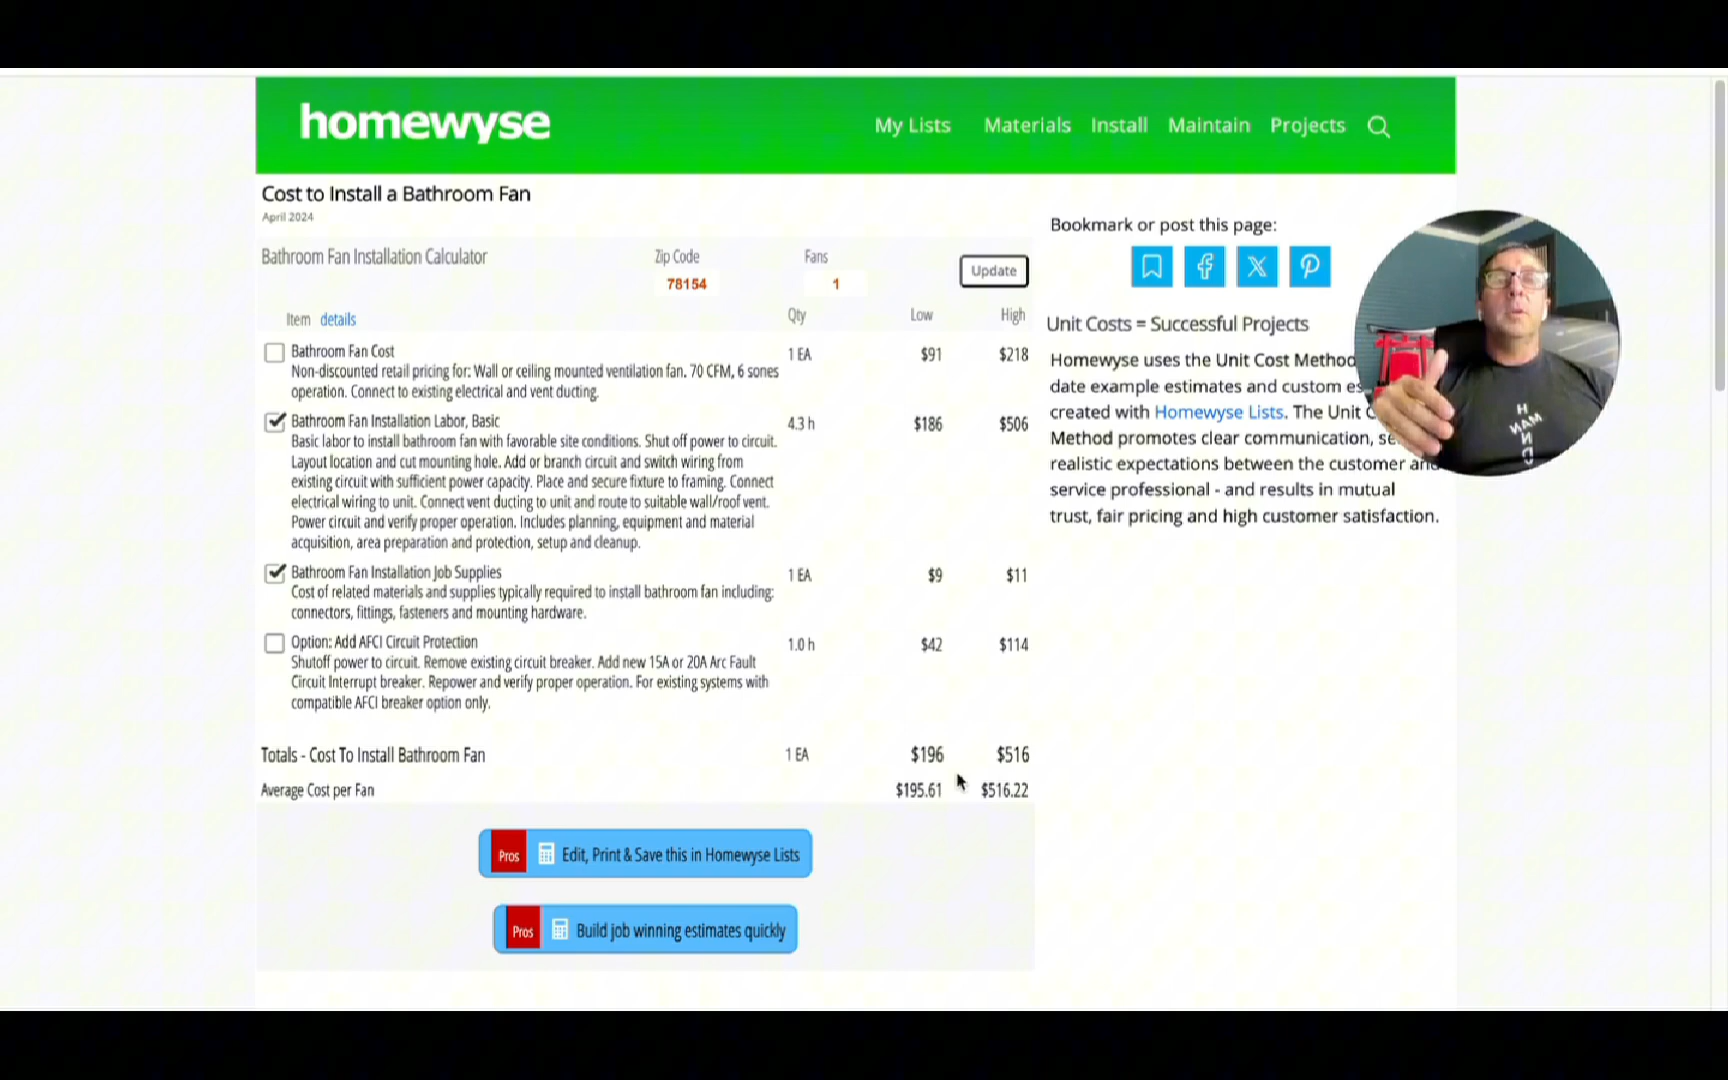 homewyse
My Lists Materials Install Maintain Projects
Cost to Install a Bathroom Fan
April 2024
Bathroom Fan Installation Calculator Zip Code Fans
78154 1 Update
Item details Qty Low High
Bathroom Fan Cost 1 EA $91 $218
Non-discounted retail pricing for: Wall or ceiling mounted ventilation fan. 70 CFM, 6 sones
operation. Connect to existing electrical and vent ducting.
Bathroom Fan Installation Labor, Basic 4.3 h $186 $506
Basic labor to install bathroom fan with favorable site conditions. Shut off power to circuit.
Layout location and cut mounting hole. Add or branch circuit and switch wiring from
existing circuit with sufficient power capacity. Place and secure fixture to framing. Connect
electrical wiring to unit. Connect vent ducting to unit and route to suitable wall/roof vent.
Power circuit and verify proper operation. Includes planning, equipment and material
acquisition, area preparation and protection, setup and cleanup.
Bathroom Fan Installation Job Supplies 1 EA $9 $11
Cost of related materials and supplies typically required to install bathroom fan including:
connectors, fittings, fasteners and mounting hardware.
Option: Add AFCI Circuit Protection 1.0 h $42 $114
Shutoff power to circuit. Remove existing circuit breaker. Add new 15A or 20A Arc Fault
Circuit Interrupt breaker. Repower and verify proper operation. For existing systems with
compatible AFCI breaker option only.
Totals - Cost To Install Bathroom Fan 1 EA $196 $516
Average Cost per Fan $195.61 $516.22
Pros Edit, Print & Save this in Homewyse Lists
Pros Build job winning estimates quickly
Bookmark or post this page:
Unit Costs = Successful Projects
Homewyse uses the Unit Cost Method
date example estimates and custom es
created with Homewyse Lists. The Unit C
Method promotes clear communication, se
realistic expectations between the customer and
service professional - and results in mutual
trust, fair pricing and high customer satisfaction.